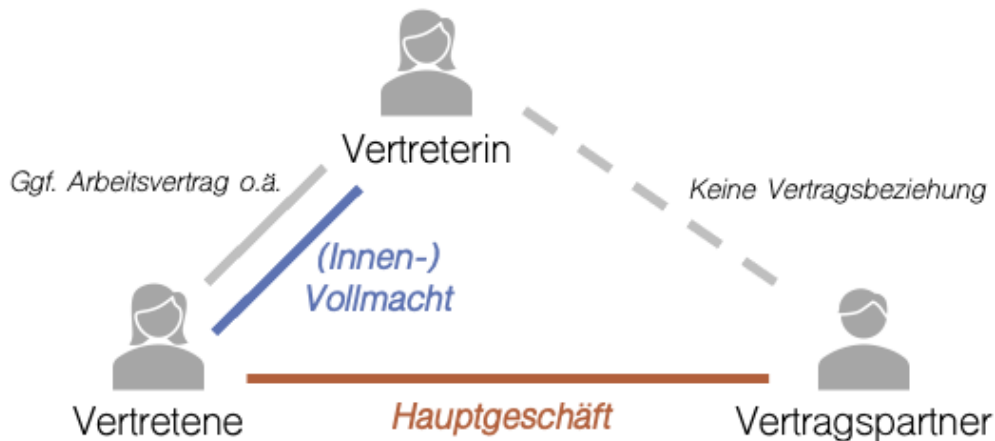 Vertreterin
Ggf. Arbeitsvertrag o.ä.
Keine Vertragsbeziehung
(Innen-)
Vollmacht
Vertretene
Hauptgeschäft
Vertragspartner